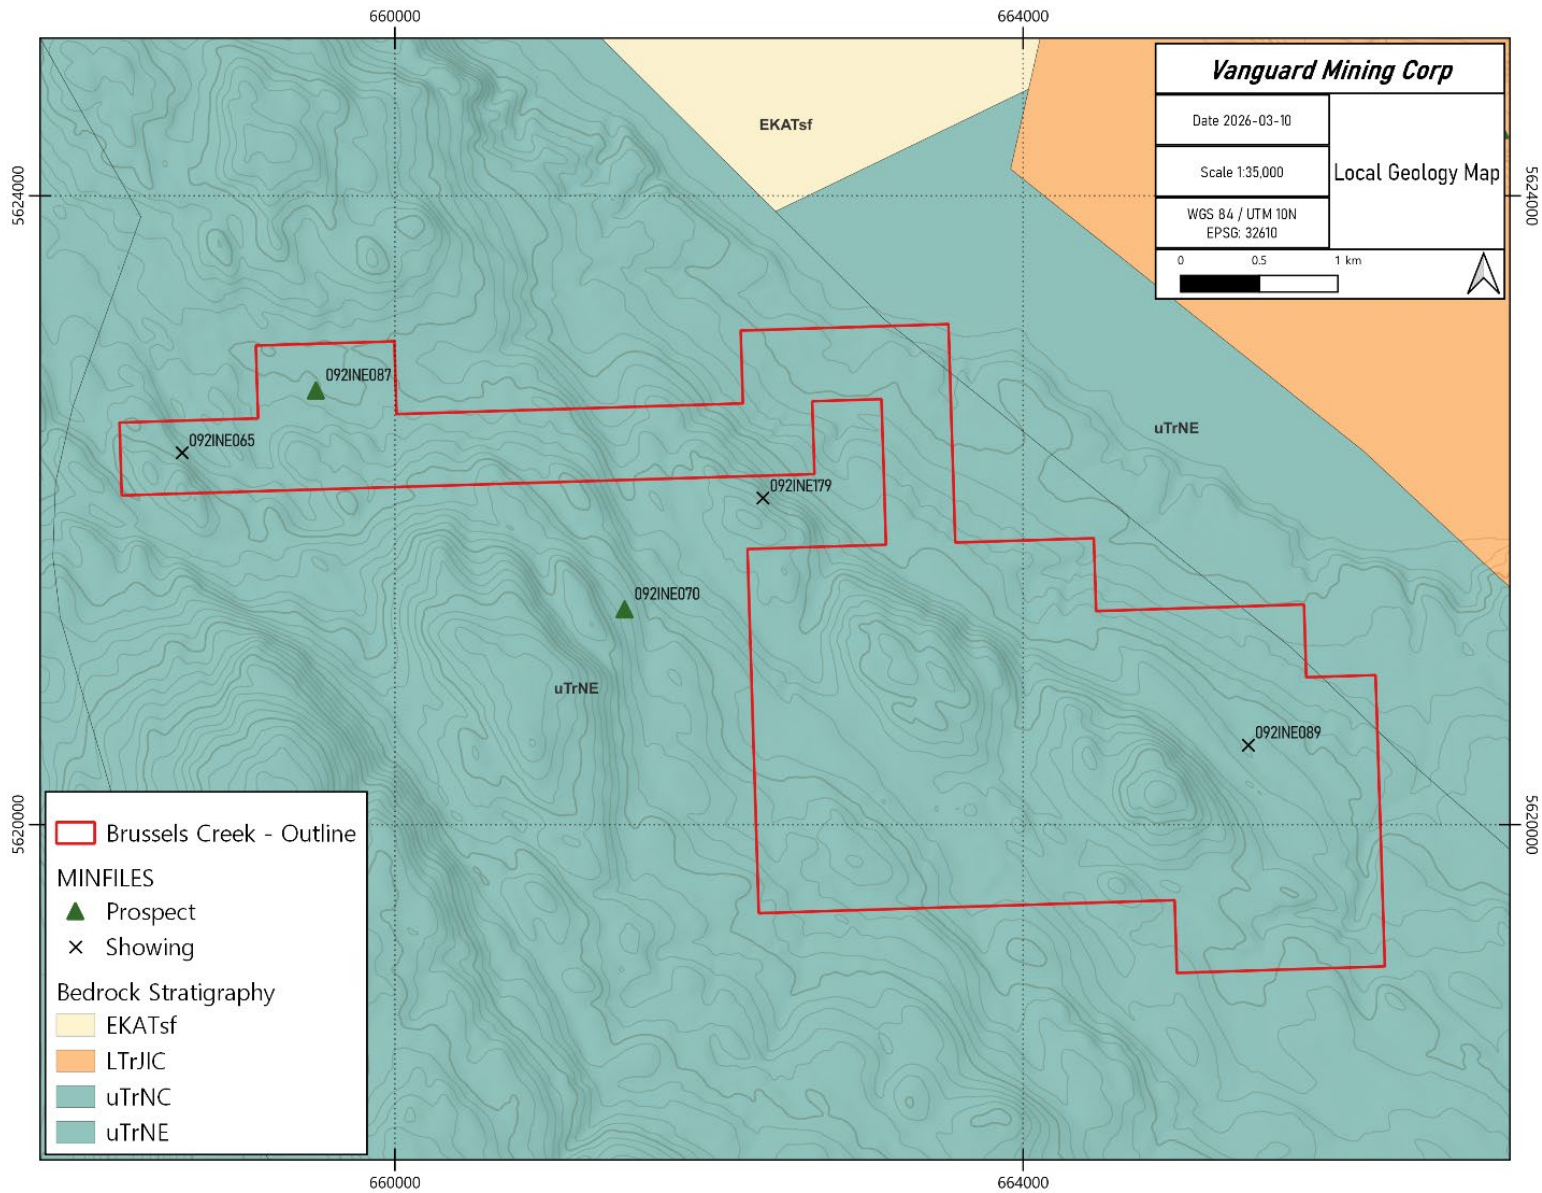 660000
664000
Vanguard Mining Corp
Date 2026-03-10
Scale 1:35,000
WGS 84 / UTM 10N
EPSG: 32610
Local Geology Map
0 0.5 1 km
EKATsf
5624000
5624000
092INE087
092INE065
uTrNE
092INE179
092INE070
uTrNE
092INE089
5620000
5620000
Brussels Creek - Outline
MINFILES
Prospect
Showing
Bedrock Stratigraphy
EKATsf
LTrJIC
uTrNC
uTrNE
660000
664000